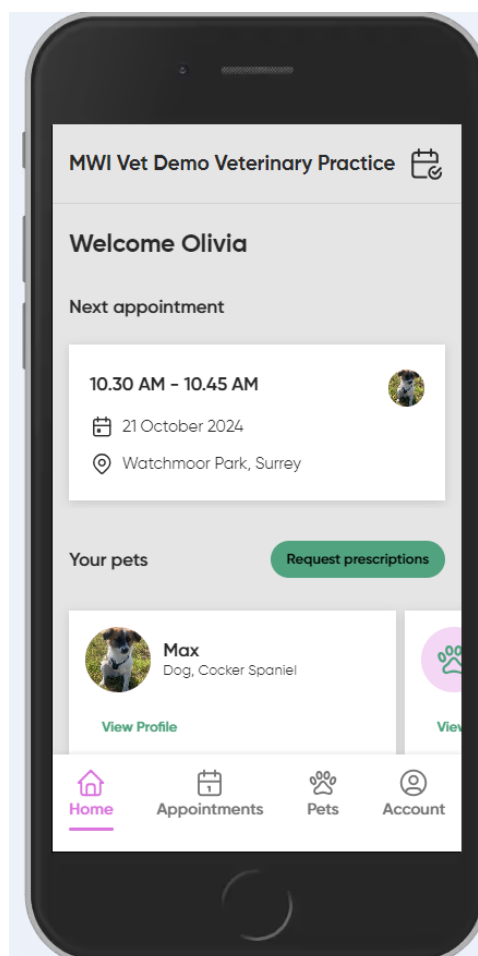 MWI Vet Demo Veterinary Practice
Welcome Olivia
Next appointment
10.30 AM - 10.45 AM
21 October 2024
Watchmoor Park, Surrey
Your pets
Request prescriptions
Max
Dog, Cocker Spaniel
View Profile
Home
Appointments
1
Pets
Account